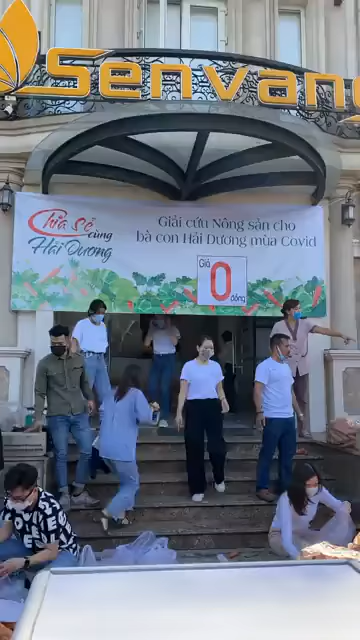 Senvang
Chia sẻ
cùng
Hải Dương
Giải cứu Nông sản cho
bà con Hải Dương mùa Covid
Giá
0
đồng